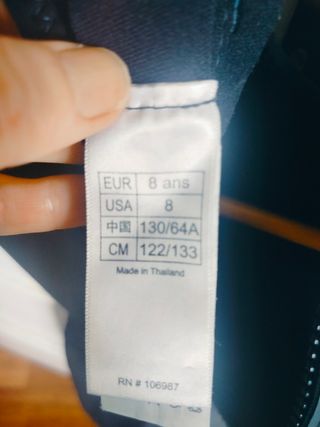 EUR 8 ans
USA 8
中国 130/64A
CM 122/133
Made in Thailand
RN # 106987